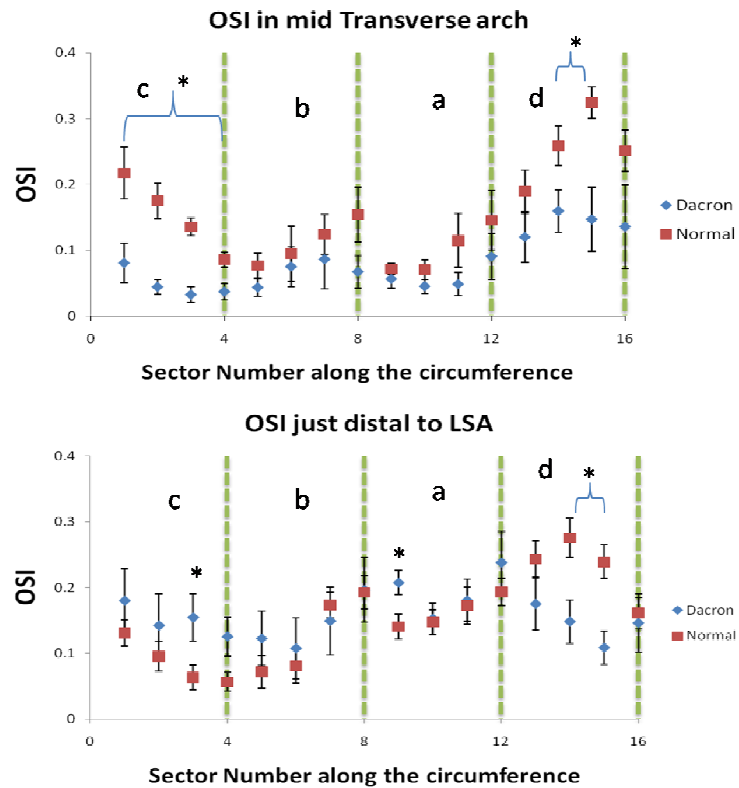 OSI in mid Transverse arch
0.4
0.3
0.2
0.1
0
OSI
c
*
b
a
d
*
Dacron
Normal
0
4
8
12
16
Sector Number along the circumference
OSI just distal to LSA
0.4
0.3
0.2
0.1
0
OSI
c
*
b
a
*
d
*
Dacron
Normal
0
4
8
12
16
Sector Number along the circumference